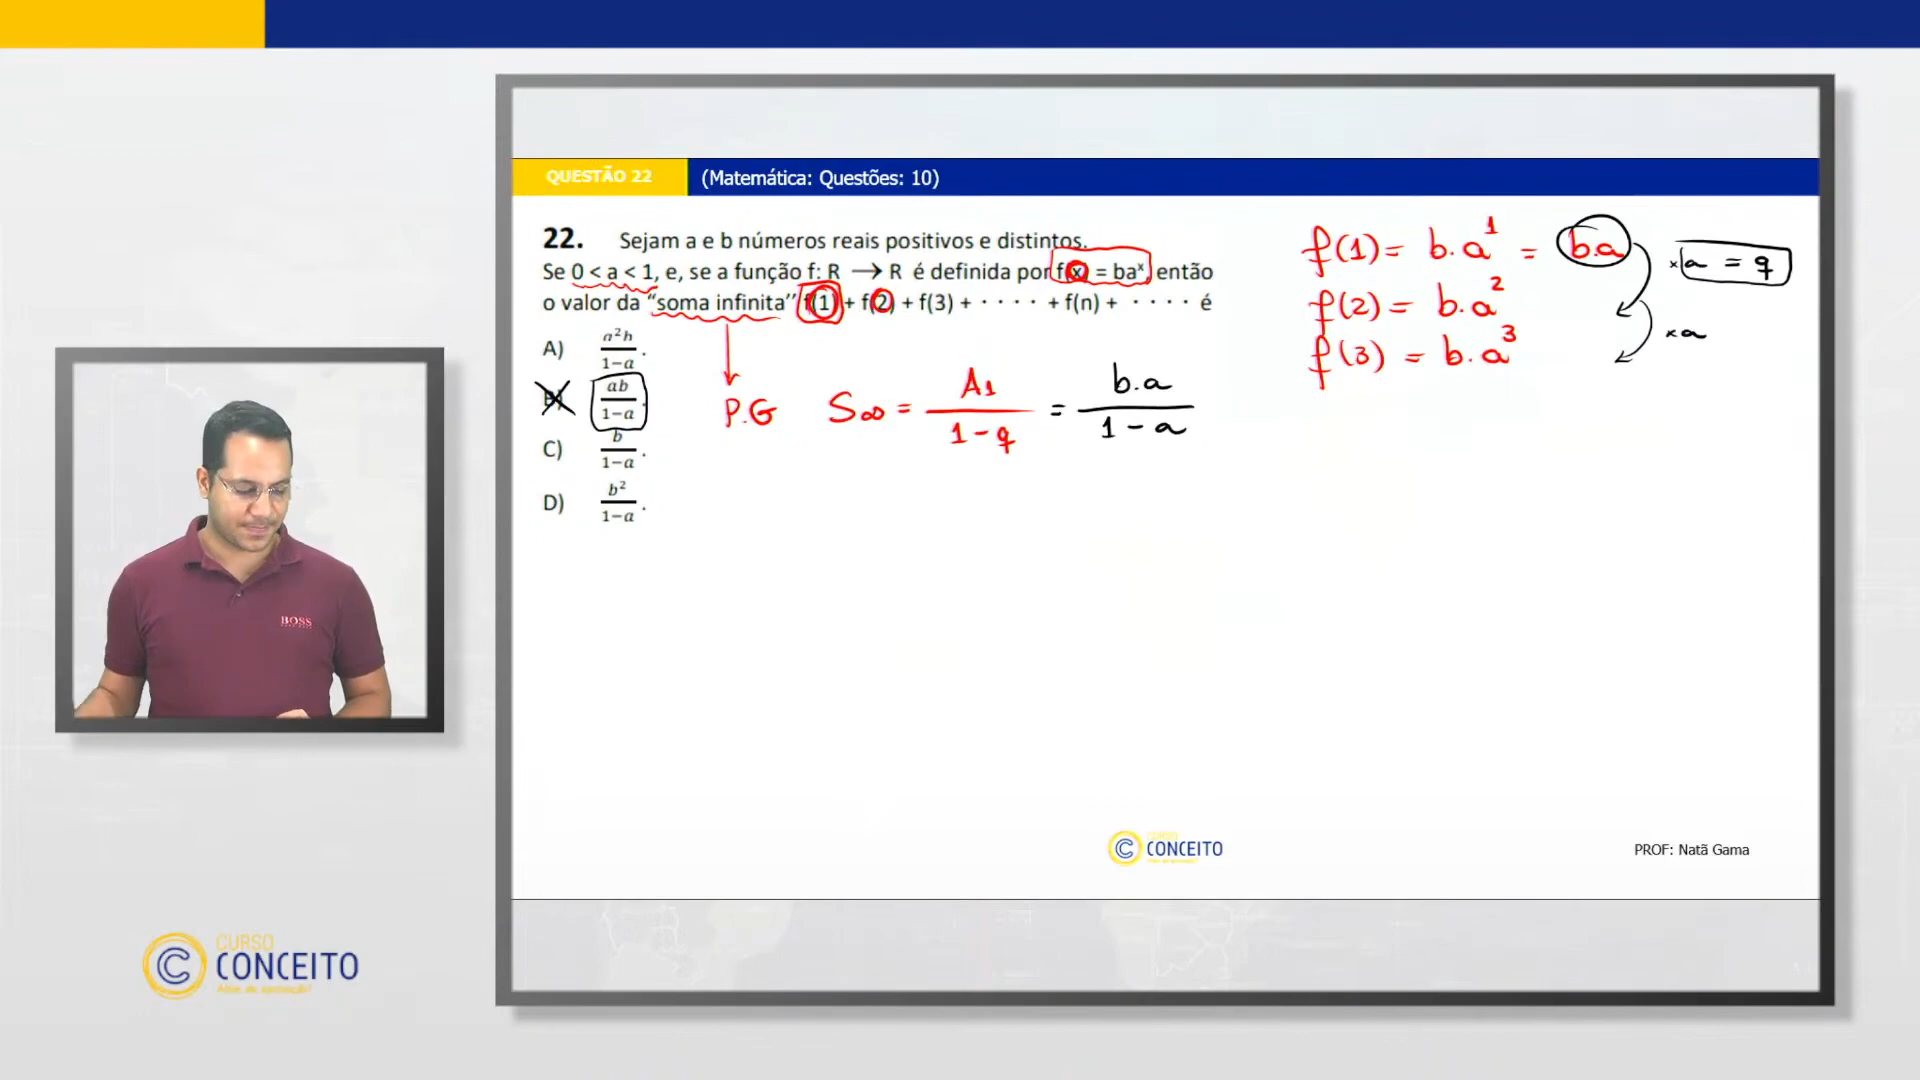 QUESTÃO 22
(Matemática: Questões: 10)
22. Sejam a e b números reais positivos e distintos.
Se 0 < a < 1, e, se a função f: R → R é definida por f(x) = baˣ, então
o valor da “soma infinita’’ f(1) + f(2) + f(3) + · · · · · + f(n) + · · · · é
A) a²b/1−a .
B) ab/1−a .
C) b/1−a .
D) b²/1−a .
P.G S∞ = A1/1-q = b.a/1-a
f(1) = b.a¹ = b.a
×a = q
f(2) = b.a²
×a
f(3) = b.a³
BOSS
CURSO
CONCEITO
PROF: Natã Gama
CURSO
CONCEITO